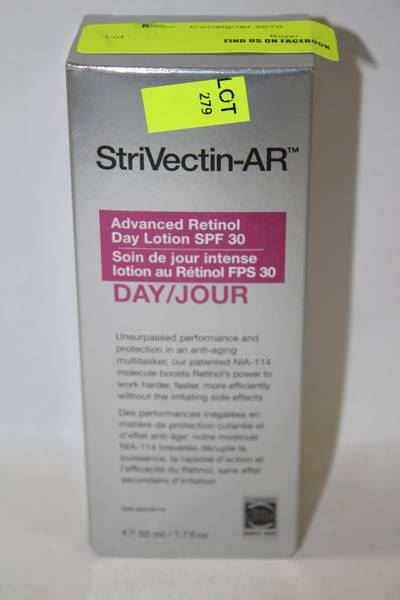 Consignor 2670
Lot:
Buyer:
FIND US ON FACEBOOK
LOT
279
StriVectin-AR™
Advanced Retinol
Day Lotion SPF 30
Soin de jour intense
lotion au Rétinol FPS 30
DAY/JOUR
Unsurpassed performance and
protection in an anti-aging
multitasker, our patented NIA-114
molecule boosts Retinol's power to
work harder, faster, more efficiently
without the irritating side effects
Des performances inégalées en
matière de protection cutanée et
d'effet anti-âge: notre molécule
NIA-114 brevetée décuple la
puissance, la rapidité d'action et
l'efficacité du Rétinol, sans effet
secondaire d'irritation
50 ml / 1.7 fl oz